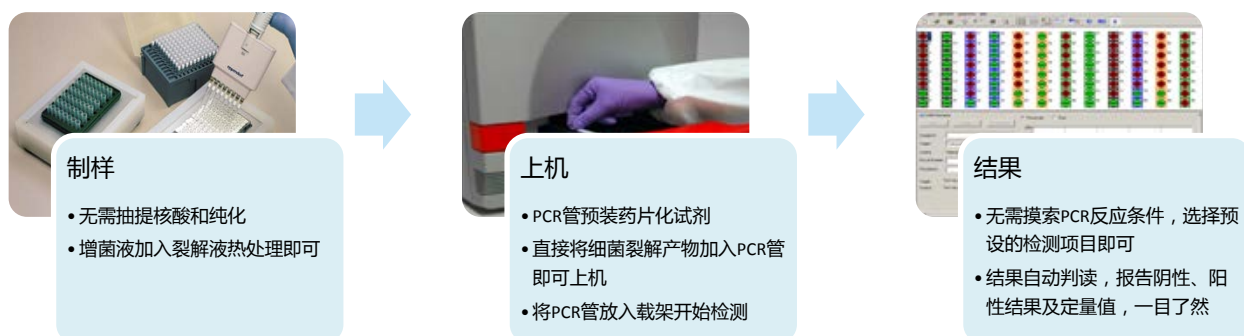 制样
• 无需抽提核酸和纯化
• 增菌液加入裂解液热处理即可
上机
• PCR管预装药片化试剂
• 直接将细菌裂解产物加入PCR管
即可上机
• 将PCR管放入载架开始检测
结果
• 无需摸索PCR反应条件，选择预
设的检测项目即可
• 结果自动判读，报告阴性、阳
性结果及定量值，一目了然